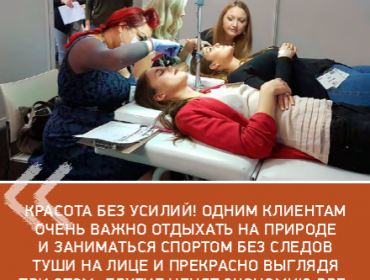 КРАСОТА БЕЗ УСИЛИЙ! ОДНИМ КЛИЕНТАМ
ОЧЕНЬ ВАЖНО ОТДЫХАТЬ НА ПРИРОДЕ
И ЗАНИМАТЬСЯ СПОРТОМ БЕЗ СЛЕДОВ
ТУШИ НА ЛИЦЕ И ПРЕКРАСНО ВЫГЛЯДЯ